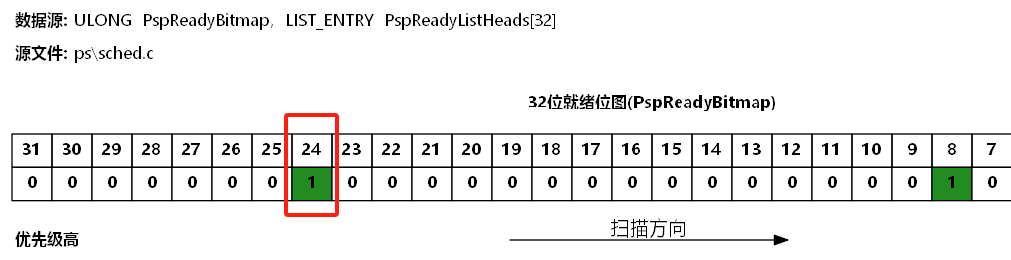 数据源: ULONG PspReadyBitmap, LIST_ENTRY PspReadyListHeads[32]
源文件: ps\sched.c
32位就绪位图(PspReadyBitmap)
31 30 29 28 27 26 25 24 23 22 21 20 19 18 17 16 15 14 13 12 11 10 9 8 7
0 0 0 0 0 0 0 1 0 0 0 0 0 0 0 0 0 0 0 0 0 0 0 1 0
优先级高 扫描方向